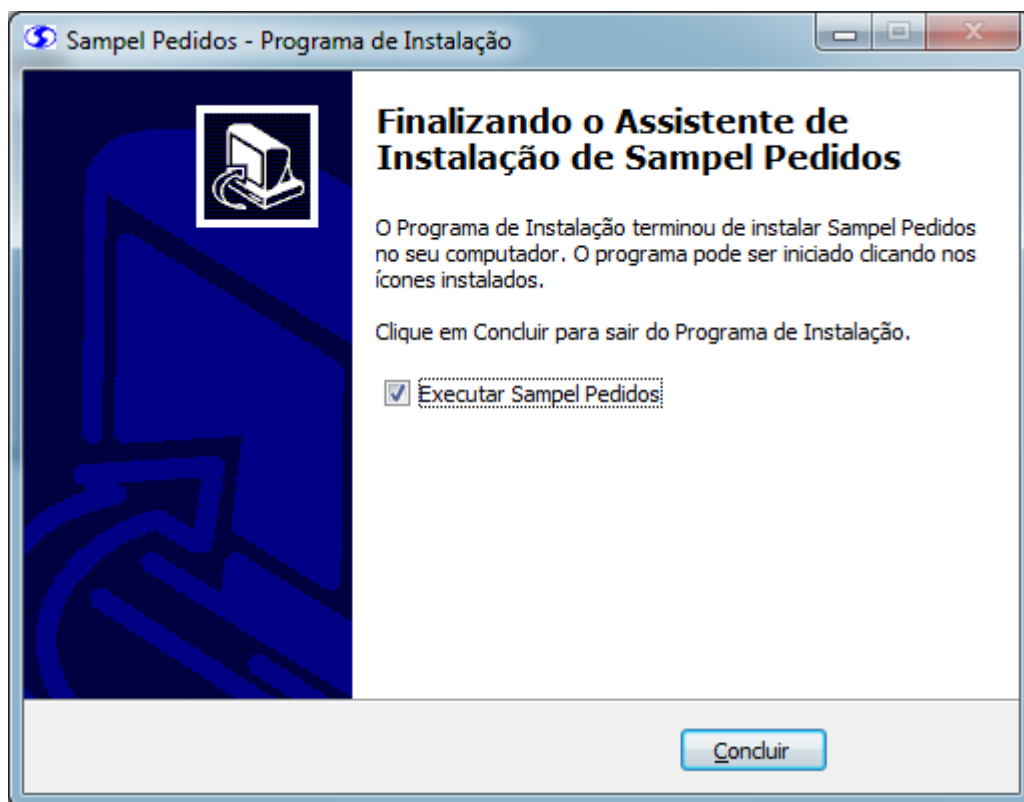 Sampel Pedidos - Programa de Instalação
Finalizando o Assistente de
Instalação de Sampel Pedidos
O Programa de Instalação terminou de instalar Sampel Pedidos
no seu computador. O programa pode ser iniciado clicando nos
ícones instalados.
Clique em Concluir para sair do Programa de Instalação.
Executar Sampel Pedidos
Concluir